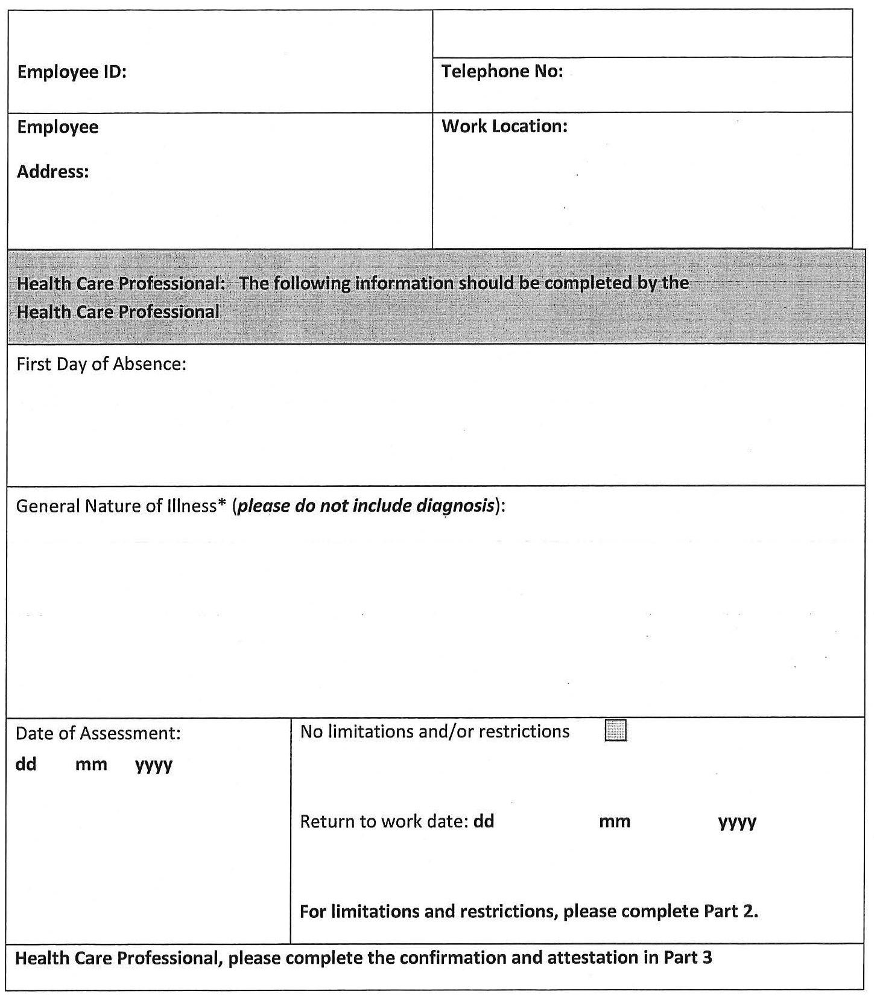 Employee ID:
Telephone No:
Employee
Address:
Work Location:
Health Care Professional: The following information should be completed by the
Health Care Professional
First Day of Absence:
General Nature of Illness* (please do not include diagnosis):
Date of Assessment:
dd mm yyyy
No limitations and/or restrictions
Return to work date: dd mm yyyy
For limitations and restrictions, please complete Part 2.
Health Care Professional, please complete the confirmation and attestation in Part 3